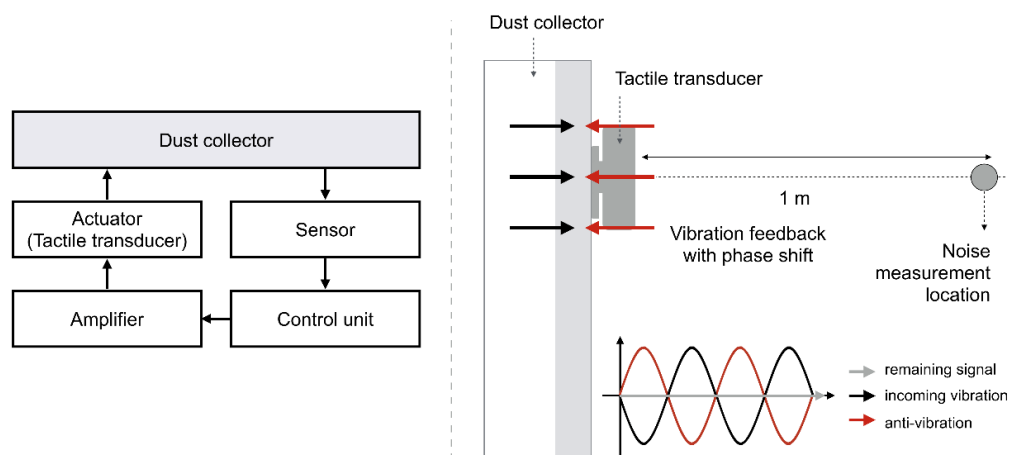 Dust collector
Actuator
(Tactile transducer)
Sensor
Amplifier
Control unit
Dust collector
Tactile transducer
1 m
Vibration feedback
with phase shift
Noise
measurement
location
remaining signal
incoming vibration
anti-vibration